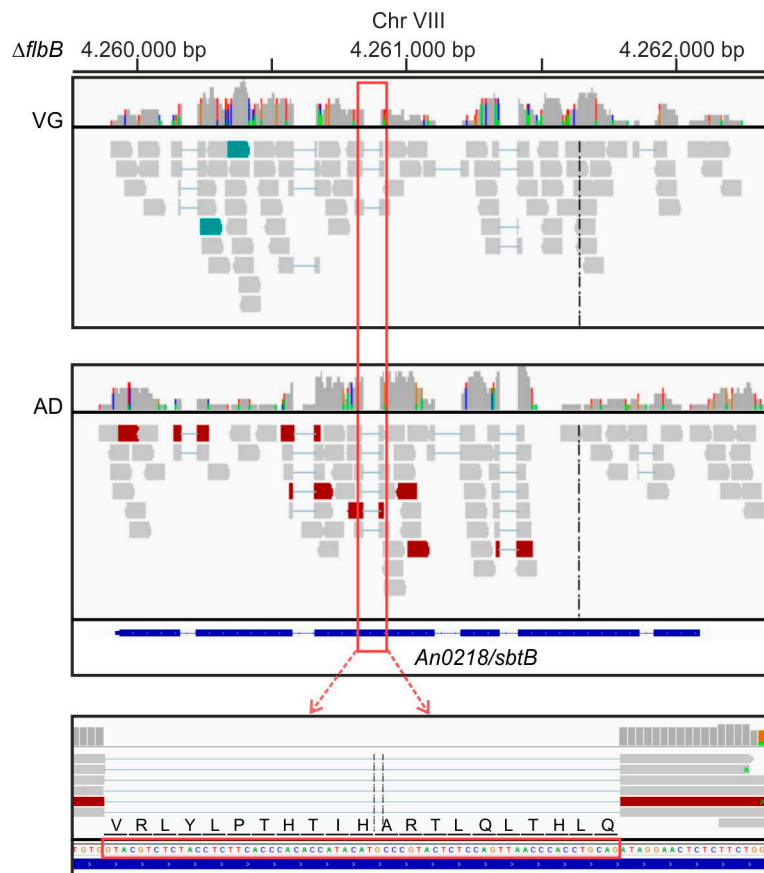 Chr VIII
ΔflbB
4.260.000 bp
4.261.000 bp
4.262.000 bp
VG
AD
An0218/sbtB
A
A
V R L Y L P T H T I H A R T L Q L T H L Q
TGTGGTACGTCTCTACCTCTTCACCCACACCATACATGCCCGTACTCTCCAGTTAACCCACCTGCAGATAGGAACTCTCTTCTGG